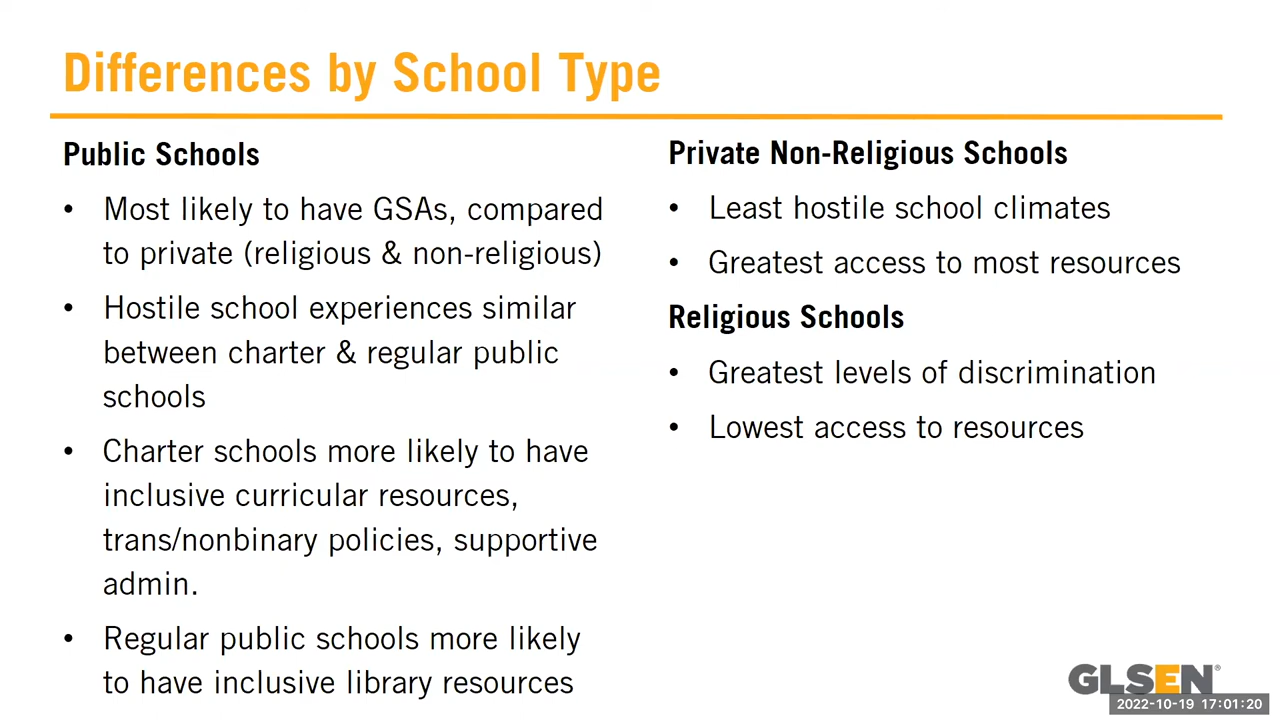 Differences by School Type
Public Schools
• Most likely to have GSAs, compared
to private (religious & non-religious)
• Hostile school experiences similar
between charter & regular public
schools
• Charter schools more likely to have
inclusive curricular resources,
trans/nonbinary policies, supportive
admin.
• Regular public schools more likely
to have inclusive library resources
Private Non-Religious Schools
• Least hostile school climates
• Greatest access to most resources
Religious Schools
• Greatest levels of discrimination
• Lowest access to resources
GLSEN®
2022-10-19 17:01:20